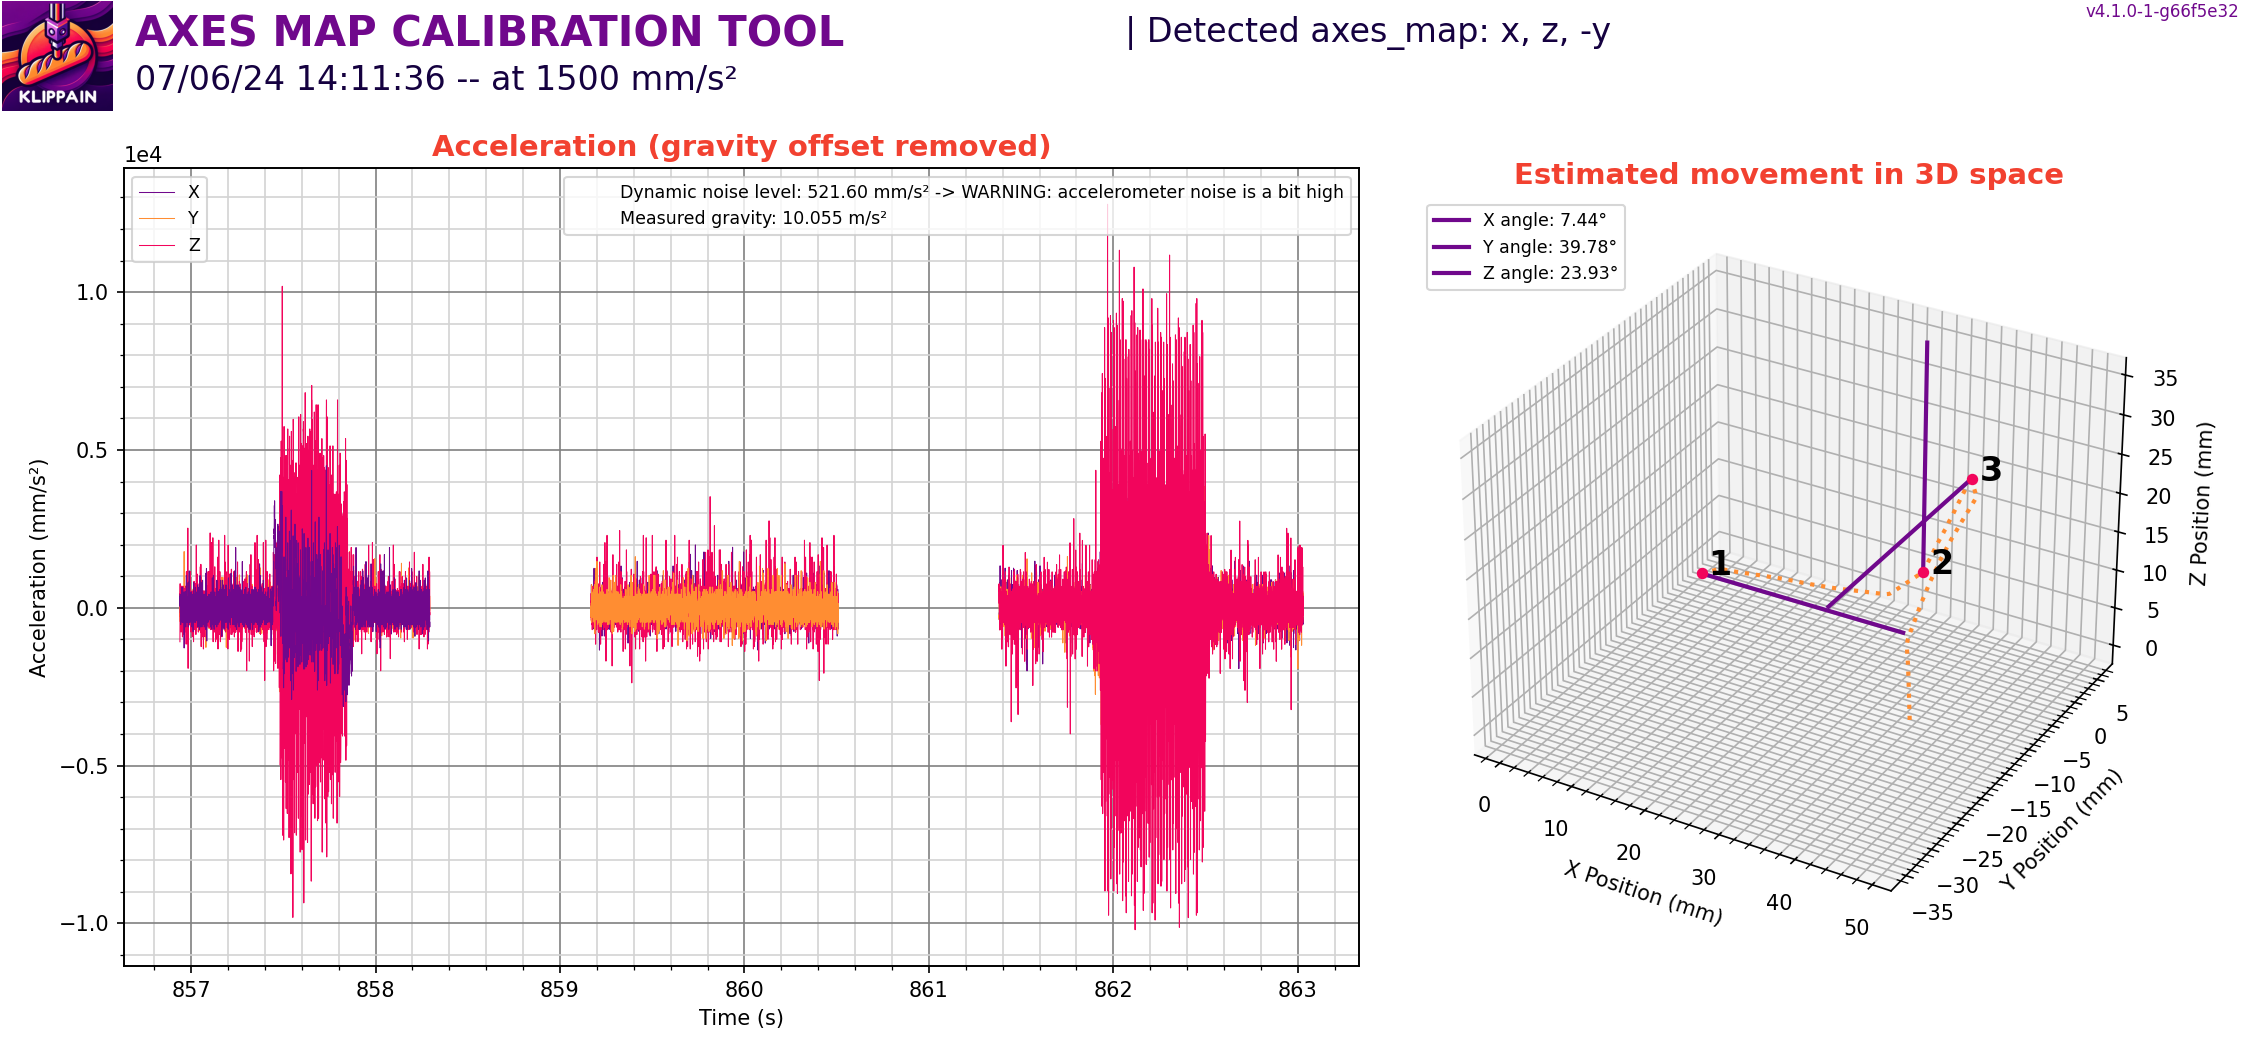 KLIPPAIN
AXES MAP CALIBRATION TOOL
07/06/24 14:11:36 -- at 1500 mm/s²
| Detected axes_map: x, z, -y
v4.1.0-1-g66f5e32
Acceleration (gravity offset removed)
1e4
X
Y
Z
Dynamic noise level: 521.60 mm/s² -> WARNING: accelerometer noise is a bit high
Measured gravity: 10.055 m/s²
Acceleration (mm/s²)
1.0
0.5
0.0
−0.5
−1.0
857 858 859 860 861 862 863
Time (s)
Estimated movement in 3D space
X angle: 7.44°
Y angle: 39.78°
Z angle: 23.93°
1
2
3
35
30
25
20
15
10
5
0
Z Position (mm)
5
0
−5
−10
−15
−20
−25
−30
−35
Y Position (mm)
0
10
20
30
40
50
X Position (mm)